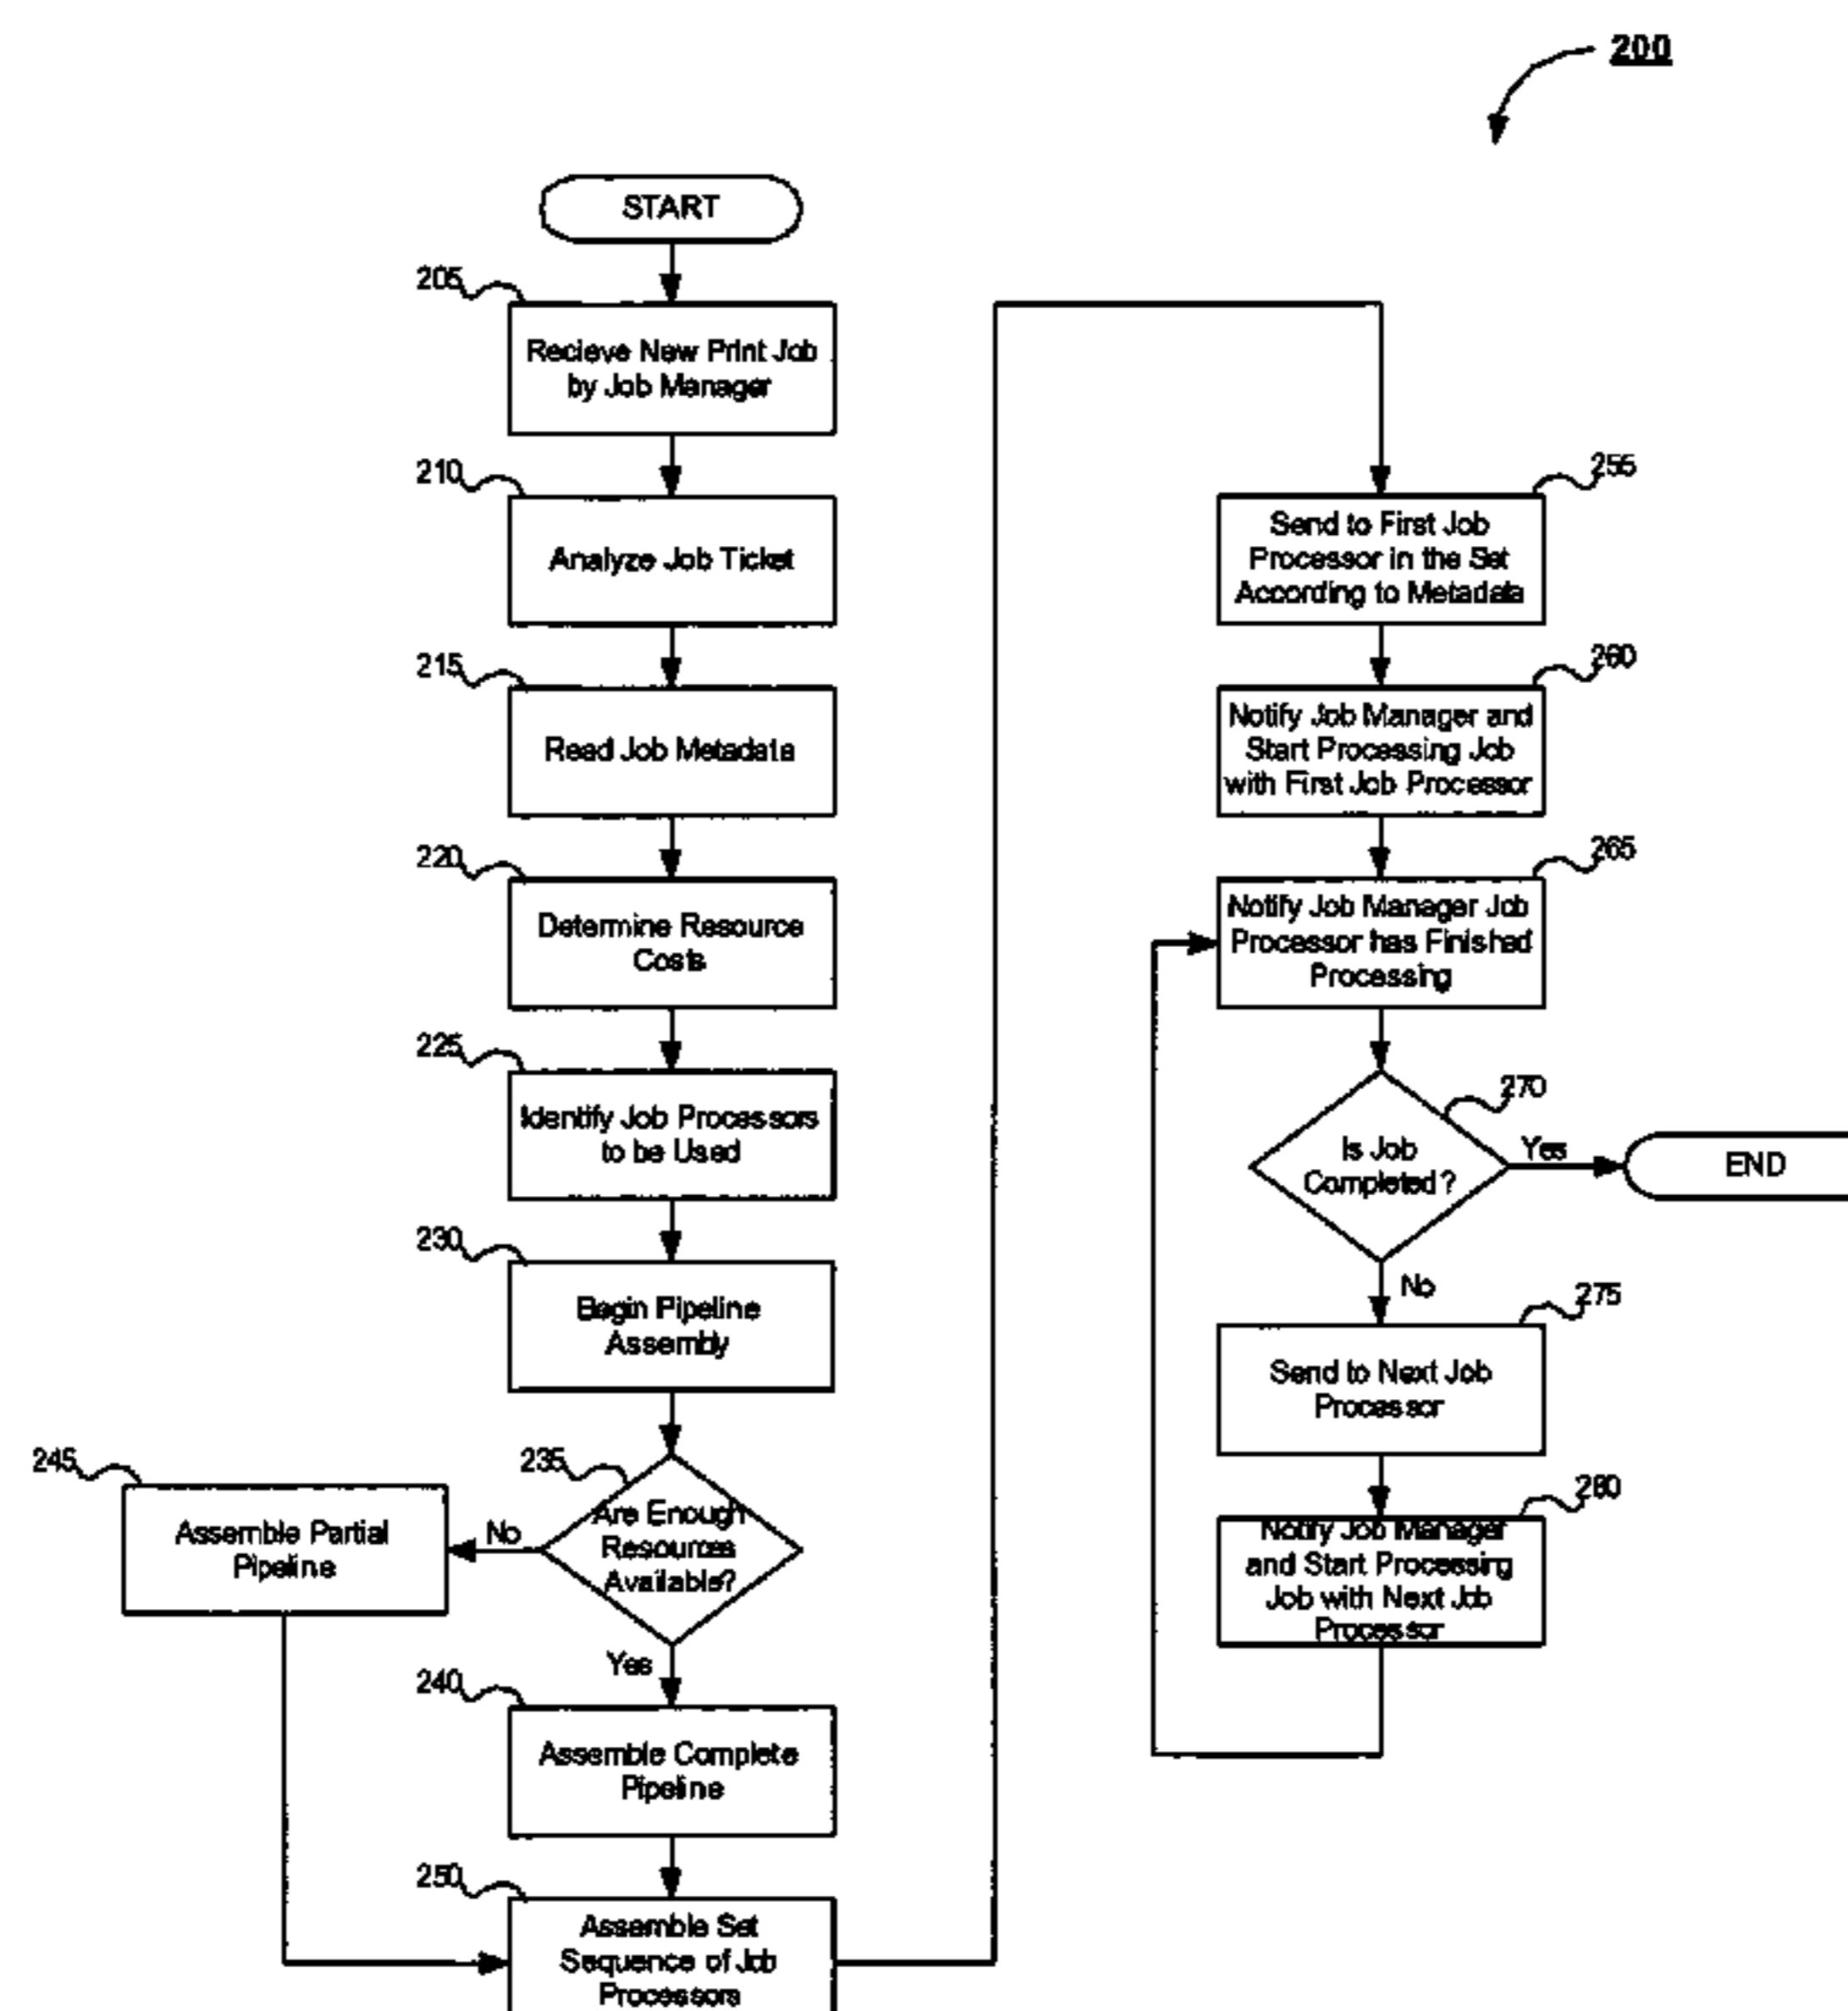 200
START
205
Recieve New Print Job
by Job Manager
210
Analyze Job Ticket
215
Read Job Metadata
220
Determine Resource
Costs
225
Identify Job Processors
to be Used
230
Begin Pipeline
Assembly
235
Are Enough
Resources
Available?
No
245
Assemble Partial
Pipeline
Yes
240
Assemble Complete
Pipeline
250
Assemble Set
Sequence of Job
Processors
255
Send to First Job
Processor in the Set
According to Metadata
260
Notify Job Manager and
Start Processing Job
with First Job Processor
265
Notify Job Manager Job
Processor has Finished
Processing
270
Is Job
Completed?
Yes
END
No
275
Send to Next Job
Processor
280
Notify Job Manager
and Start Processing
Job with Next Job
Processor